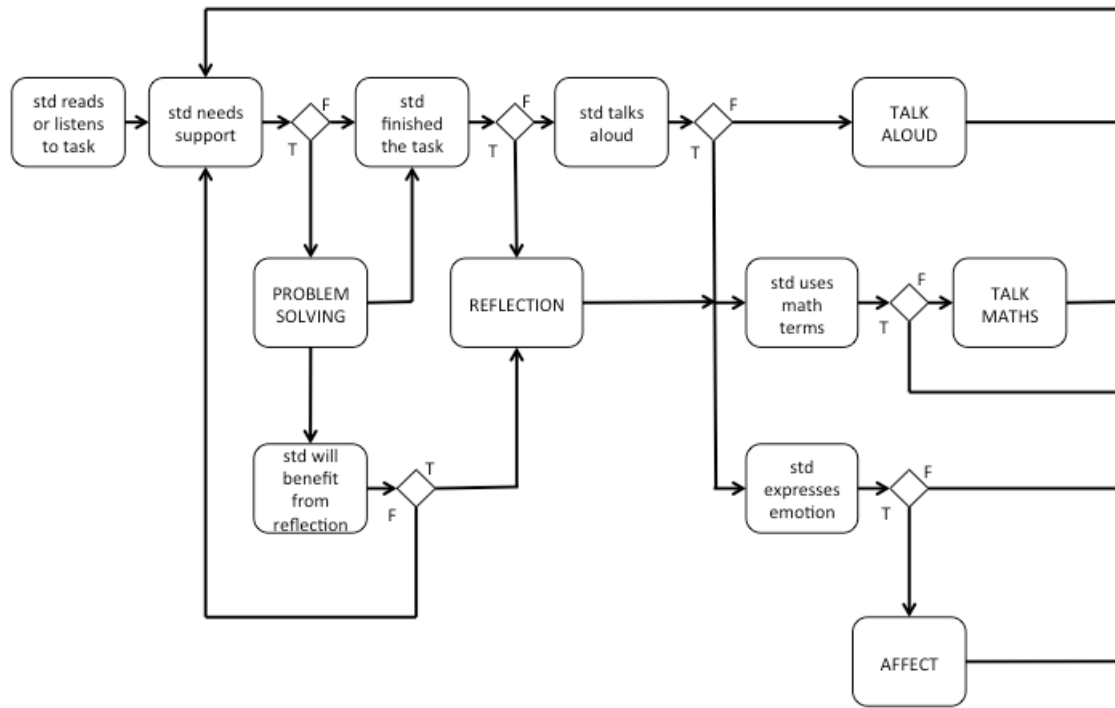 std reads
or listens
to task
std needs
support
F
T
std
finished
the task
F
T
std talks
aloud
F
T
TALK
ALOUD
PROBLEM
SOLVING
REFLECTION
std uses
math
terms
F
T
TALK
MATHS
std will
benefit
from
reflection
T
F
std
expresses
emotion
F
T
AFFECT